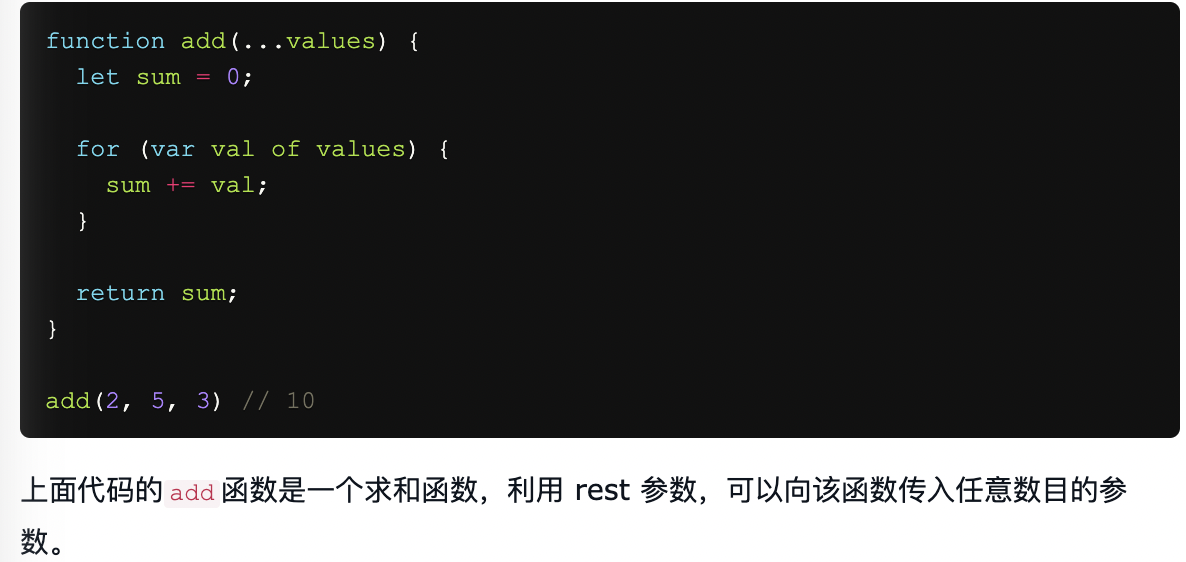 function add(...values) {
  let sum = 0;

  for (var val of values) {
    sum += val;
  }

  return sum;
}

add(2, 5, 3) // 10
上面代码的add函数是一个求和函数，利用 rest 参数，可以向该函数传入任意数目的参
数。